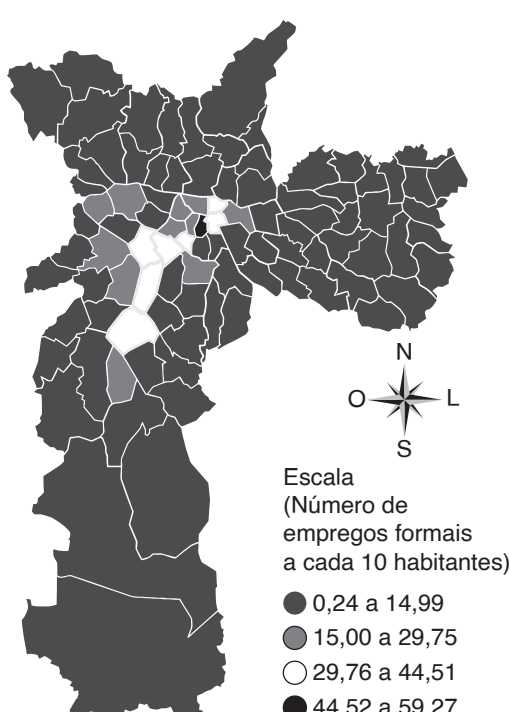 N
O L
S
Escala
(Número de
empregos formais
a cada 10 habitantes)
0,24 a 14,99
15,00 a 29,75
29,76 a 44,51
44,52 a 59,27